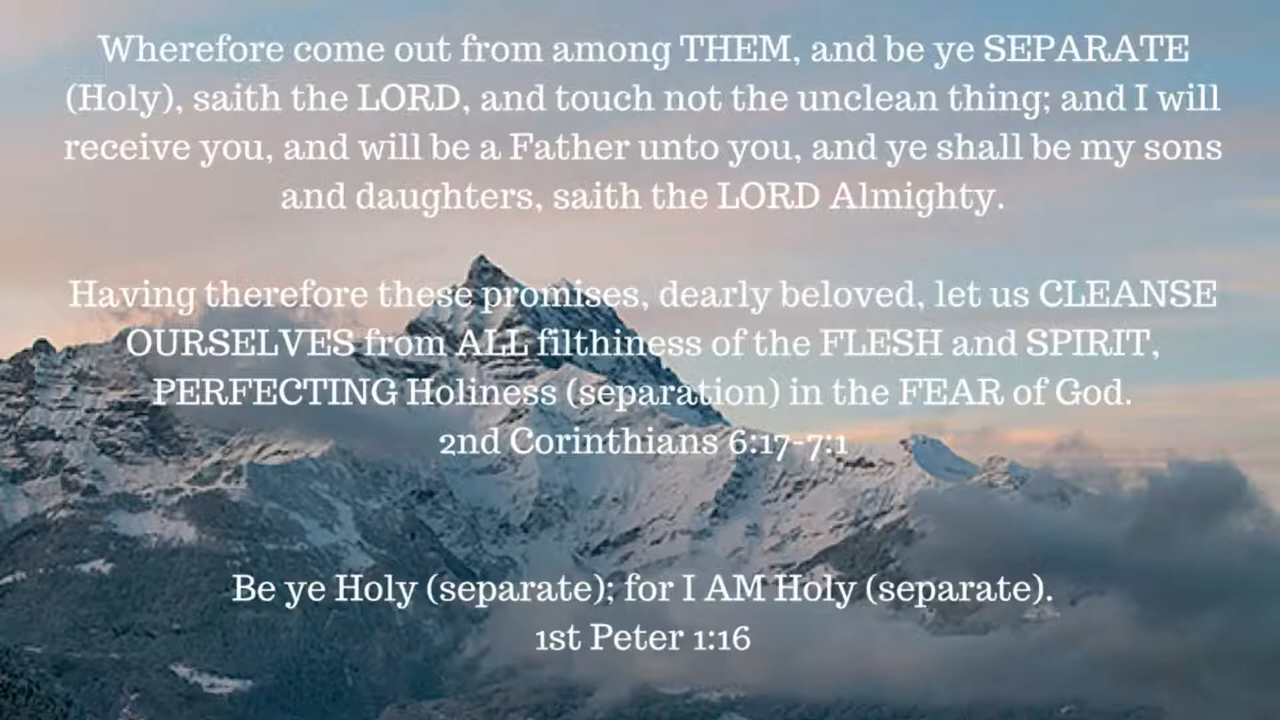 Wherefore come out from among THEM, and be ye SEPARATE
(Holy), saith the LORD, and touch not the unclean thing; and I will
receive you, and will be a Father unto you, and ye shall be my sons
and daughters, saith the LORD Almighty.
Having therefore these promises, dearly beloved, let us CLEANSE
OURSELVES from ALL filthiness of the FLESH and SPIRIT,
PERFECTING Holiness (separation) in the FEAR of God.
2nd Corinthians 6:17-7:1
Be ye Holy (separate); for I AM Holy (separate).
1st Peter 1:16